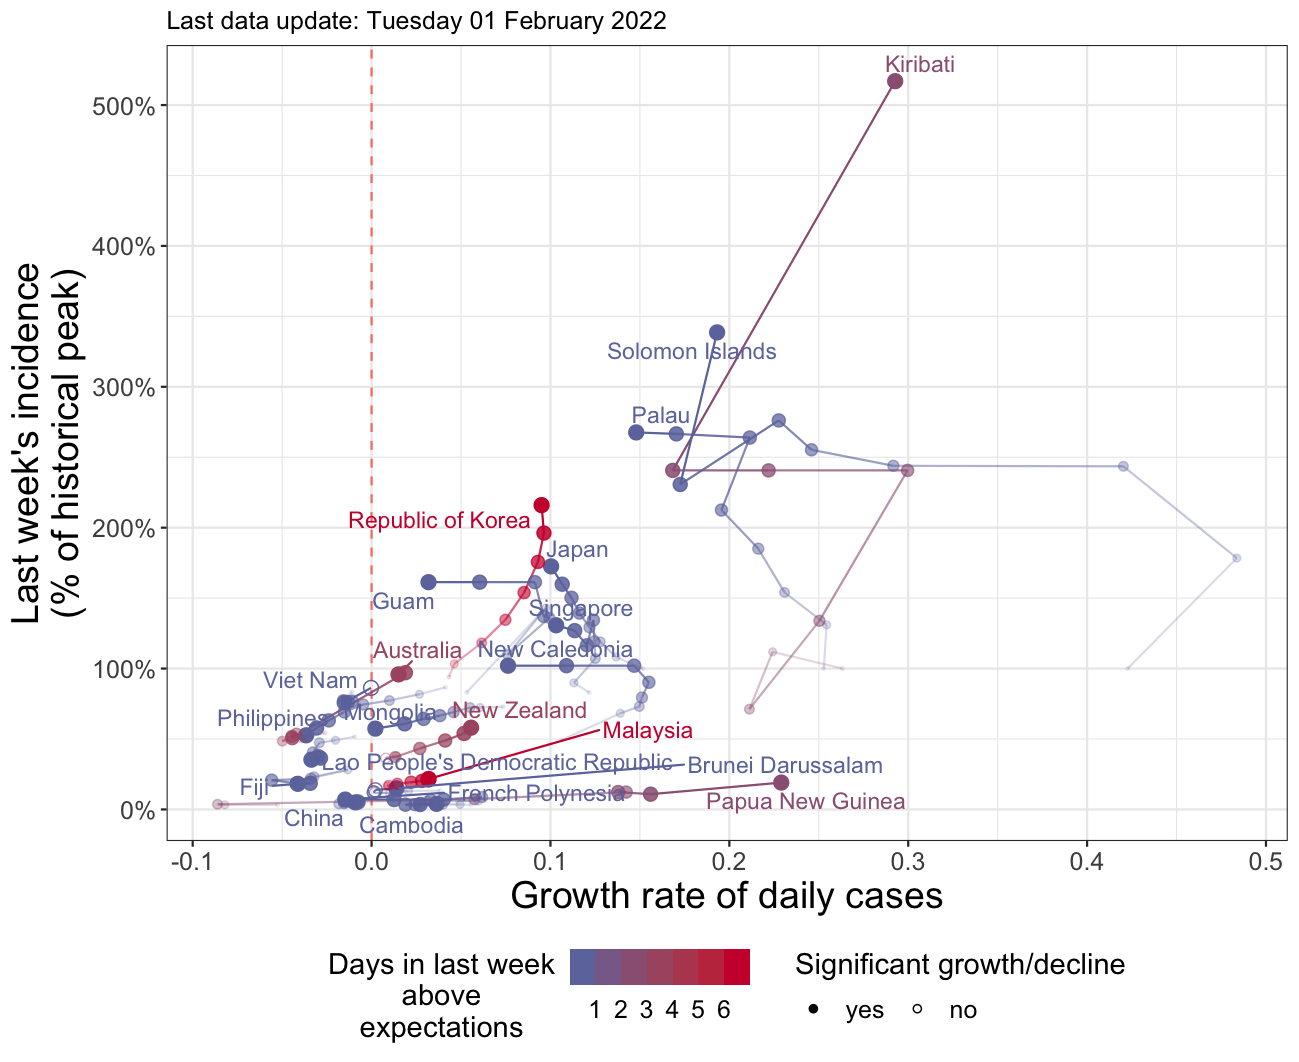 Last data update: Tuesday 01 February 2022
Kiribati
500%
400%
Solomon Islands
300%
Palau
Last week's incidence
(% of historical peak)
200%
Republic of Korea
Japan
Guam
Singapore
Australia
New Caledonia
100%
Viet Nam
Philippines
Mongolia
New Zealand
Malaysia
Lao People's Democratic Republic
Brunei Darussalam
Fiji
French Polynesia
Papua New Guinea
0%
China
Cambodia
-0.1
0.0
0.1
0.2
0.3
0.4
0.5
Growth rate of daily cases
Days in last week
above
expectations
1 2 3 4 5 6
Significant growth/decline
yes
no